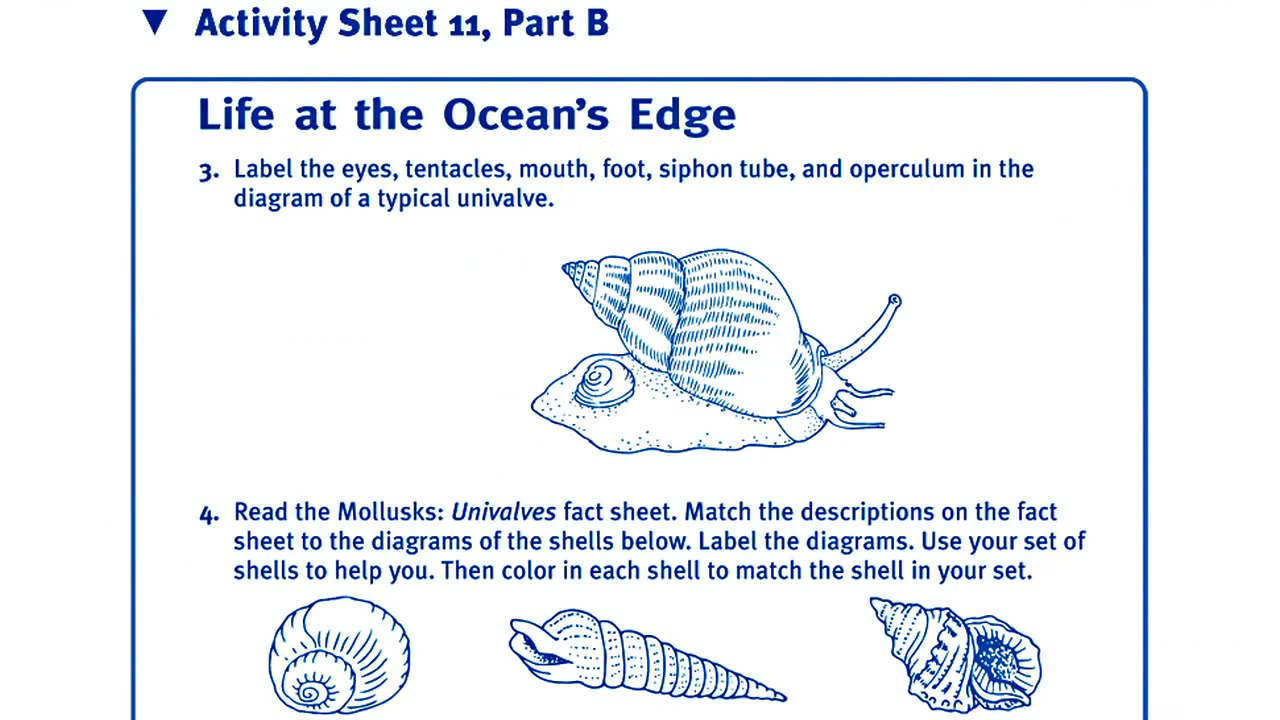 ▼ Activity Sheet 11, Part B
Life at the Ocean's Edge
3. Label the eyes, tentacles, mouth, foot, siphon tube, and operculum in the
diagram of a typical univalve.
4. Read the Mollusks: Univalves fact sheet. Match the descriptions on the fact
sheet to the diagrams of the shells below. Label the diagrams. Use your set of
shells to help you. Then color in each shell to match the shell in your set.